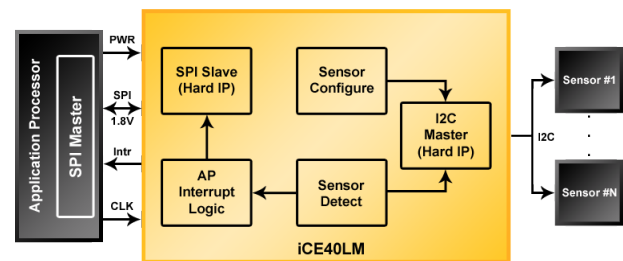 Application Processor
SPI Master
PWR
SPI
1.8V
Intr
CLK
SPI Slave
(Hard IP)
Sensor
Configure
I2C
Master
(Hard IP)
AP
Interrupt
Logic
Sensor
Detect
iCE40LM
I2C
Sensor #1
Sensor #N